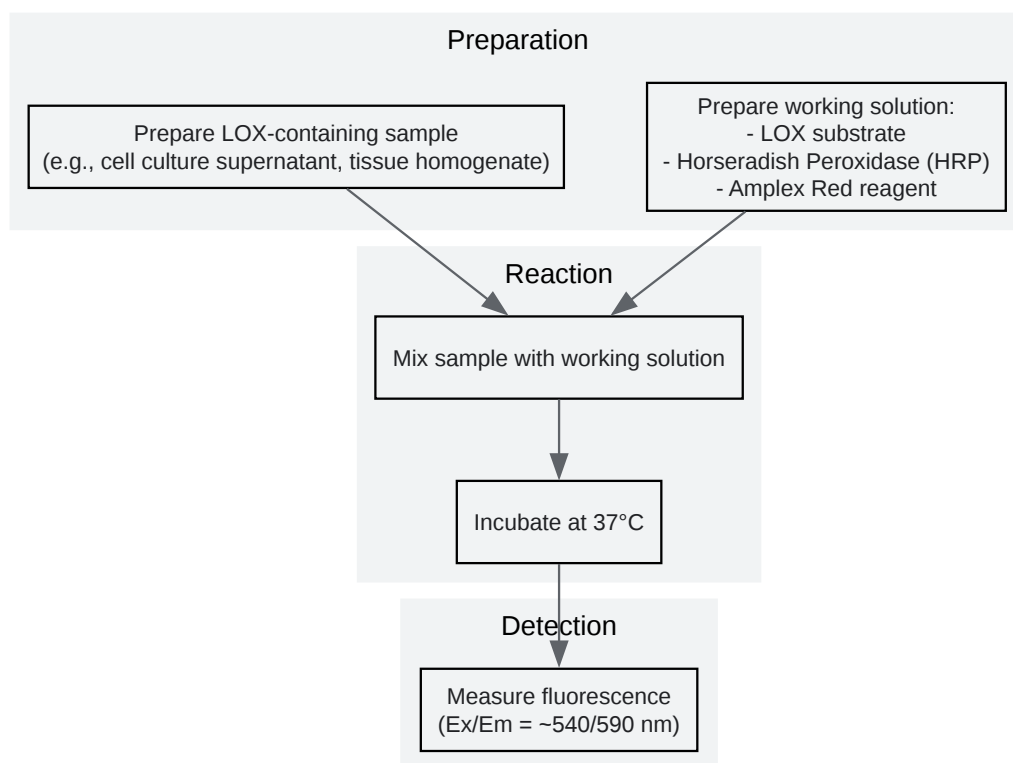 Preparation
Prepare LOX-containing sample
(e.g., cell culture supernatant, tissue homogenate)
Prepare working solution:
- LOX substrate
- Horseradish Peroxidase (HRP)
- Amplex Red reagent
Reaction
Mix sample with working solution
Incubate at 37°C
Detection
Measure fluorescence
(Ex/Em = ~540/590 nm)